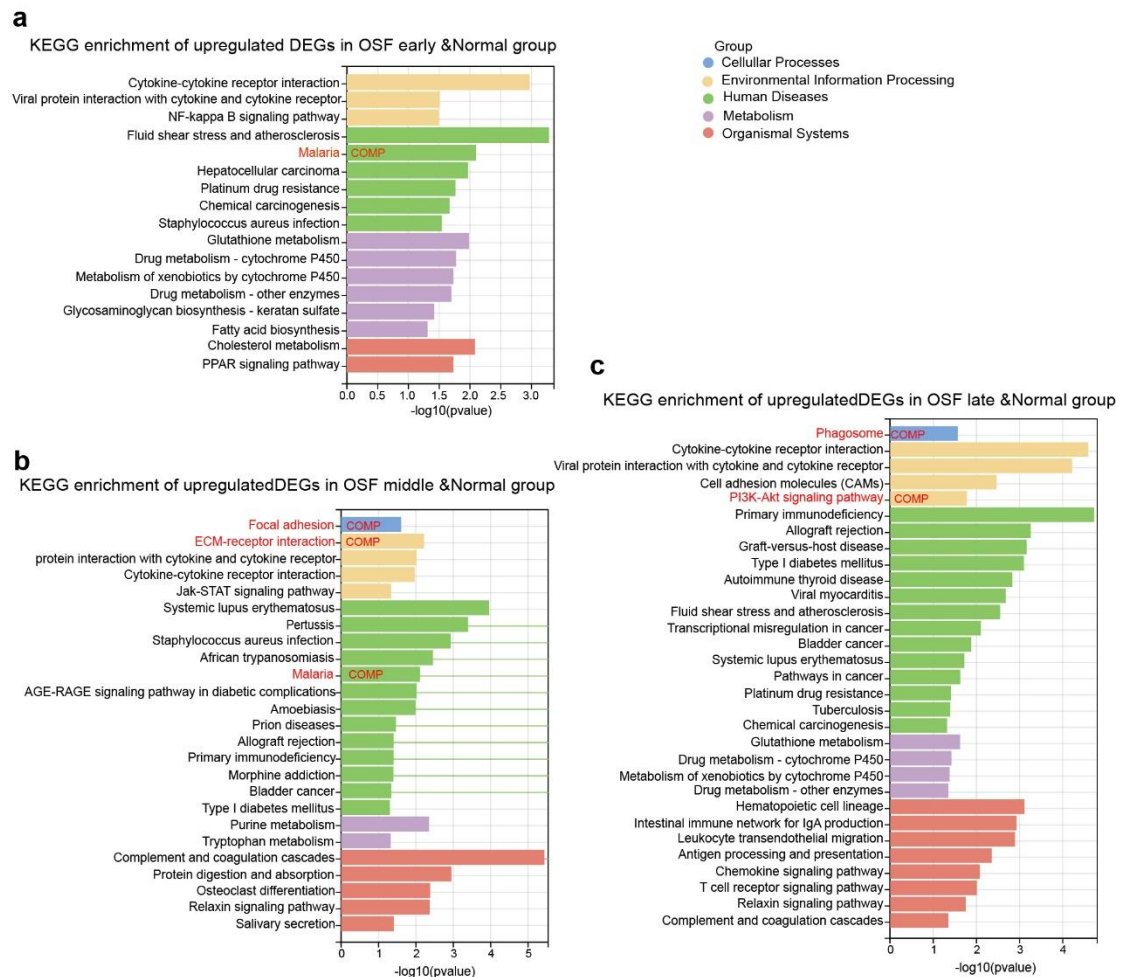 a
KEGG enrichment of upregulated DEGs in OSF early &Normal group
Cytokine-cytokine receptor interaction
Viral protein interaction with cytokine and cytokine receptor
NF-kappa B signaling pathway
Fluid shear stress and atherosclerosis
Malaria COMP
Hepatocellular carcinoma
Platinum drug resistance
Chemical carcinogenesis
Staphylococcus aureus infection
Glutathione metabolism
Drug metabolism - cytochrome P450
Metabolism of xenobiotics by cytochrome P450
Drug metabolism - other enzymes
Glycosaminoglycan biosynthesis - keratan sulfate
Fatty acid biosynthesis
Cholesterol metabolism
PPAR signaling pathway
0.0 0.5 1.0 1.5 2.0 2.5 3.0
-log10(pvalue)
Group
Cellular Processes
Environmental Information Processing
Human Diseases
Metabolism
Organismal Systems
b
KEGG enrichment of upregulatedDEGs in OSF middle &Normal group
Focal adhesion COMP
ECM-receptor interaction COMP
protein interaction with cytokine and cytokine receptor
Cytokine-cytokine receptor interaction
Jak-STAT signaling pathway
Systemic lupus erythematosus
Pertussis
Staphylococcus aureus infection
African trypanosomiasis
Malaria COMP
AGE-RAGE signaling pathway in diabetic complications
Amoebiasis
Prion diseases
Allograft rejection
Primary immunodeficiency
Morphine addiction
Bladder cancer
Type I diabetes mellitus
Purine metabolism
Tryptophan metabolism
Complement and coagulation cascades
Protein digestion and absorption
Osteoclast differentiation
Relaxin signaling pathway
Salivary secretion
0 1 2 3 4 5
-log10(pvalue)
c
KEGG enrichment of upregulatedDEGs in OSF late &Normal group
Phagosome COMP
Cytokine-cytokine receptor interaction
Viral protein interaction with cytokine and cytokine receptor
Cell adhesion molecules (CAMs)
PI3K-Akt signaling pathway COMP
Primary immunodeficiency
Allograft rejection
Graft-versus-host disease
Type I diabetes mellitus
Autoimmune thyroid disease
Viral myocarditis
Fluid shear stress and atherosclerosis
Transcriptional misregulation in cancer
Bladder cancer
Systemic lupus erythematosus
Pathways in cancer
Platinum drug resistance
Tuberculosis
Chemical carcinogenesis
Glutathione metabolism
Drug metabolism - cytochrome P450
Metabolism of xenobiotics by cytochrome P450
Drug metabolism - other enzymes
Hematopoietic cell lineage
Intestinal immune network for IgA production
Leukocyte transendothelial migration
Antigen processing and presentation
Chemokine signaling pathway
T cell receptor signaling pathway
Relaxin signaling pathway
Complement and coagulation cascades
0 1 2 3 4
-log10(pvalue)